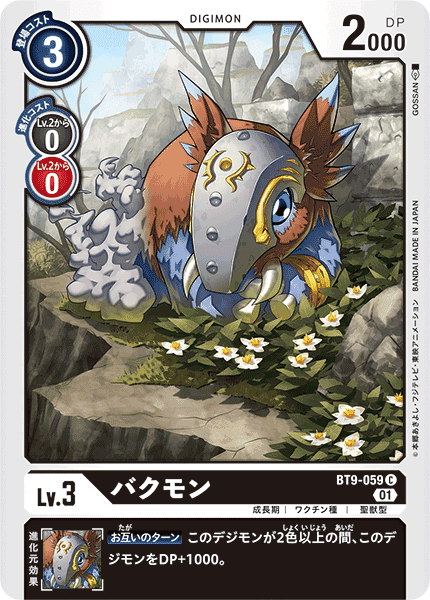 登場コスト
3
DIGIMON
DP
2000
進化コスト
Lv.2から
0
Lv.2から
0
GOSSAN
©本郷あきよし・フジテレビ・東映アニメーション BANDAI MADE IN JAPAN
BT9-059 C
01
Lv.3
バクモン
成長期 | ワクチン種 | 聖獣型
進化元効果
お互いのターン このデジモンが2色以上の間、このデ
ジモンをDP+1000。